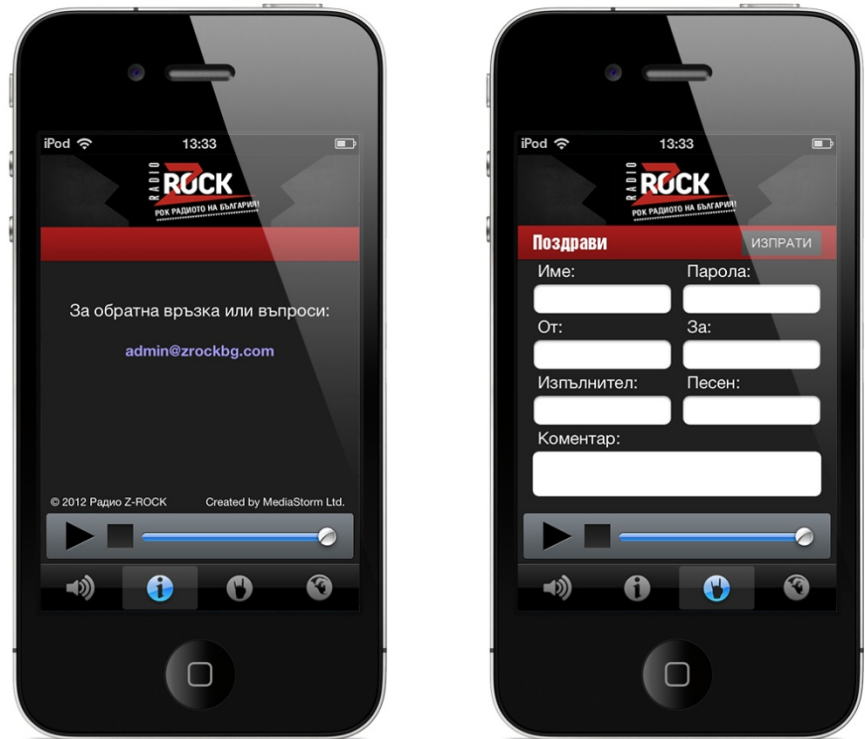 iPod 13:33
RADIO ZROCK
РОК РАДИОТО НА БЪЛГАРИЯ!
За обратна връзка или въпроси:
admin@zrockbg.com
© 2012 Радио Z-ROCK Created by MediaStorm Ltd.
iPod 13:33
RADIO ZROCK
РОК РАДИОТО НА БЪЛГАРИЯ!
Поздрави ИЗПРАТИ
Име: Парола:
От: За:
Изпълнител: Песен:
Коментар: